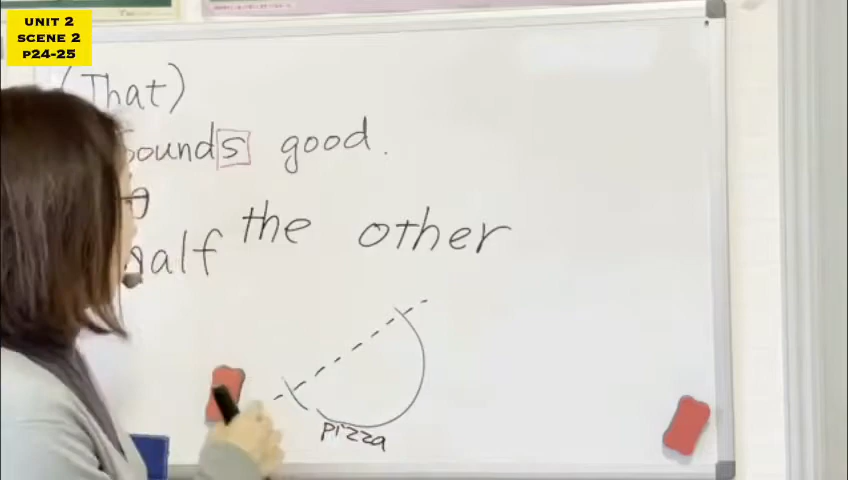 UNIT 2
SCENE 2
P24-25
(That)
sounds good.
half the other
pizza